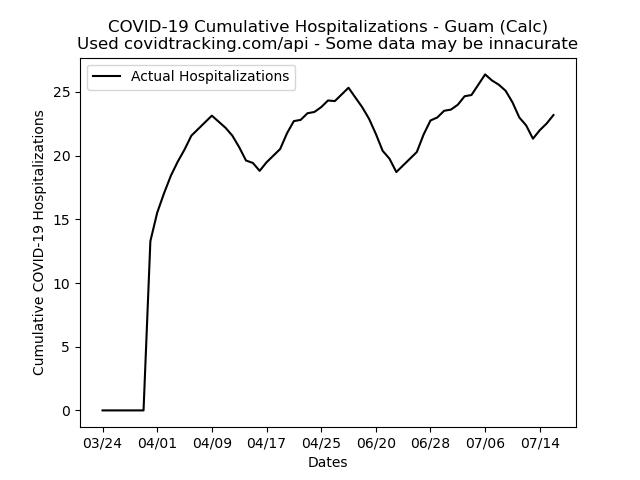 COVID-19 Cumulative Hospitalizations - Guam (Calc)
Used covidtracking.com/api - Some data may be innacurate
Actual Hospitalizations
25
20
15
10
5
0
Cumulative COVID-19 Hospitalizations
03/24 04/01 04/09 04/17 04/25 06/20 06/28 07/06 07/14
Dates